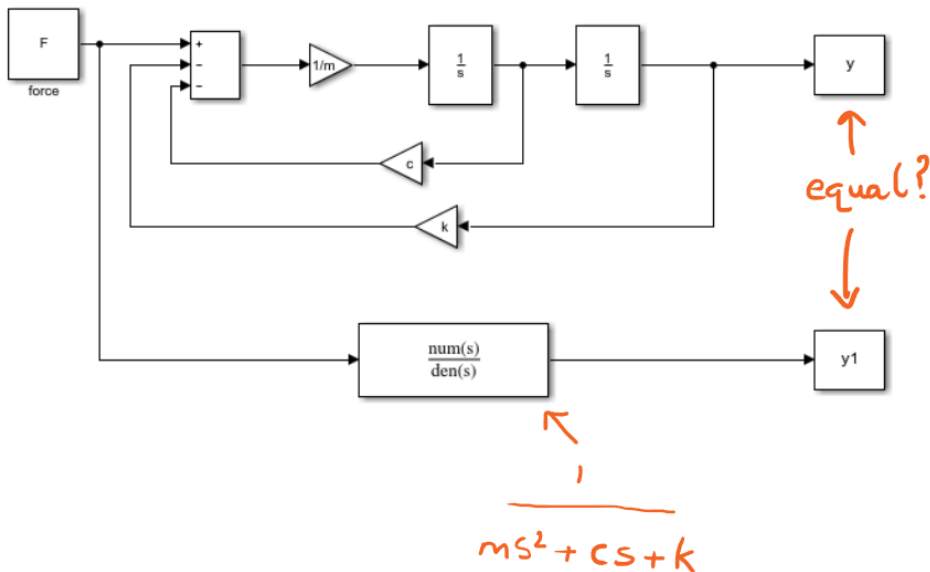 F
force
+
−
−
1/m
1
s
1
s
y
c
k
equal?
num(s)
den(s)
y1
1
ms² + cs + k